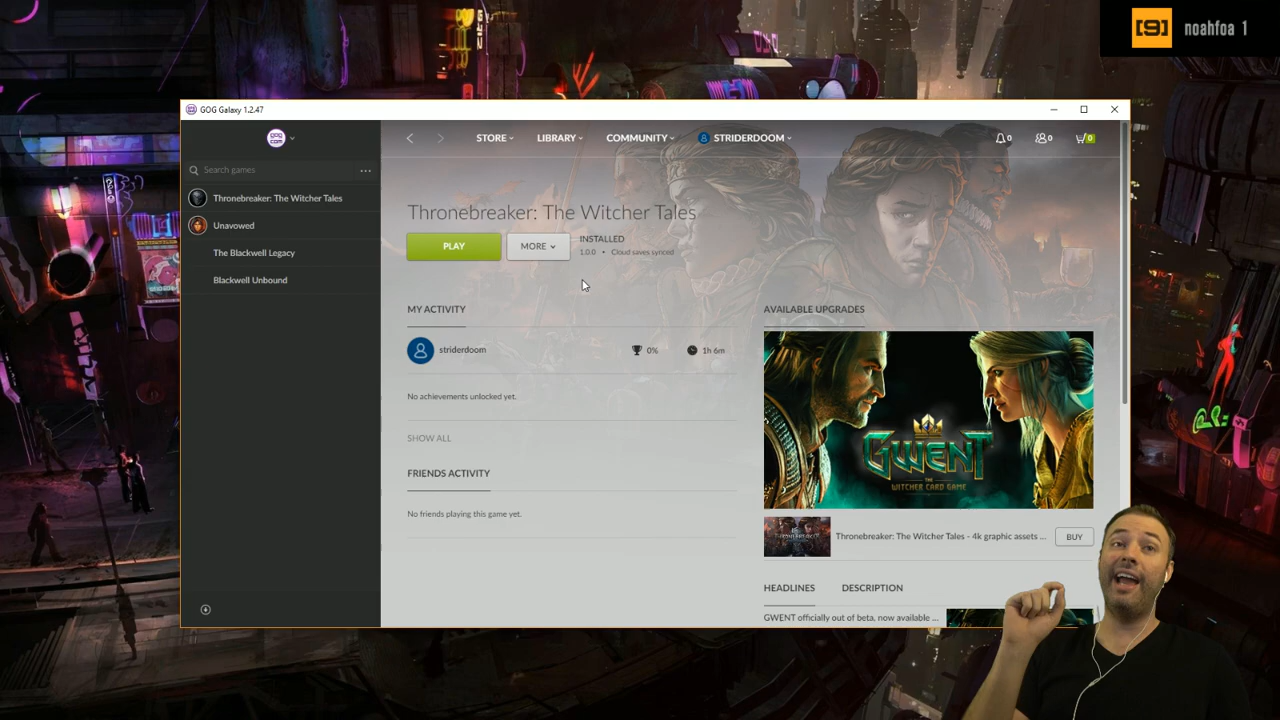 [9] noahfoa 1
GOG Galaxy 1.2.47
GOG COM
STORE
LIBRARY
COMMUNITY
STRIDERDOOM
0
0
0
Search games
Thronebreaker: The Witcher Tales
Unavowed
The Blackwell Legacy
Blackwell Unbound
Thronebreaker: The Witcher Tales
PLAY
MORE
INSTALLED
1.0.0 • Cloud saves synced
MY ACTIVITY
striderdoom
0%
1h 6m
No achievements unlocked yet.
SHOW ALL
FRIENDS ACTIVITY
No friends playing this game yet.
AVAILABLE UPGRADES
GWENT
THE
WITCHER CARD GAME
THRONEBREAKER
Thronebreaker: The Witcher Tales - 4k graphic assets ...
BUY
HEADLINES
DESCRIPTION
GWENT officially out of beta, now available ...